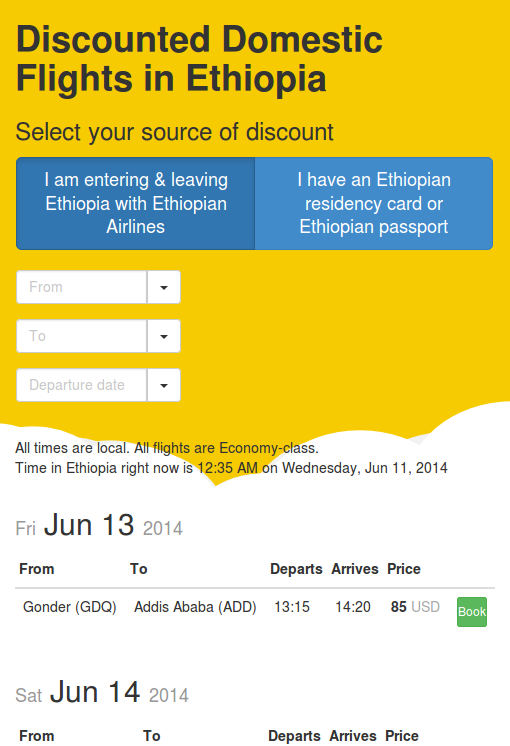 Discounted Domestic
Flights in Ethiopia
Select your source of discount
I am entering & leaving
Ethiopia with Ethiopian
Airlines
I have an Ethiopian
residency card or
Ethiopian passport
From
To
Departure date
All times are local. All flights are Economy-class.
Time in Ethiopia right now is 12:35 AM on Wednesday, Jun 11, 2014
Fri Jun 13 2014
From To Departs Arrives Price
Gonder (GDQ) Addis Ababa (ADD) 13:15 14:20 85 USD Book
Sat Jun 14 2014
From To Departs Arrives Price